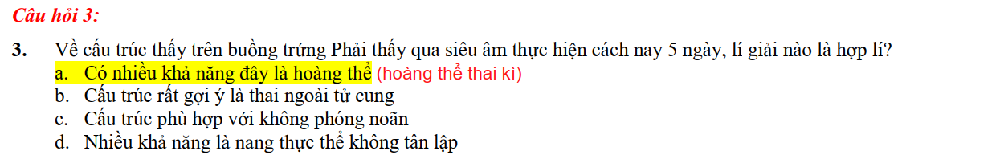 Câu hỏi 3:
3. Về cấu trúc thấy trên buồng trứng Phải thấy qua siêu âm thực hiện cách nay 5 ngày, lí giải nào là hợp lí?
a. Có nhiều khả năng đây là hoàng thể (hoàng thể thai kì)
b. Cấu trúc rất gợi ý là thai ngoài tử cung
c. Cấu trúc phù hợp với không phóng noãn
d. Nhiều khả năng là nang thực thể không tân lập